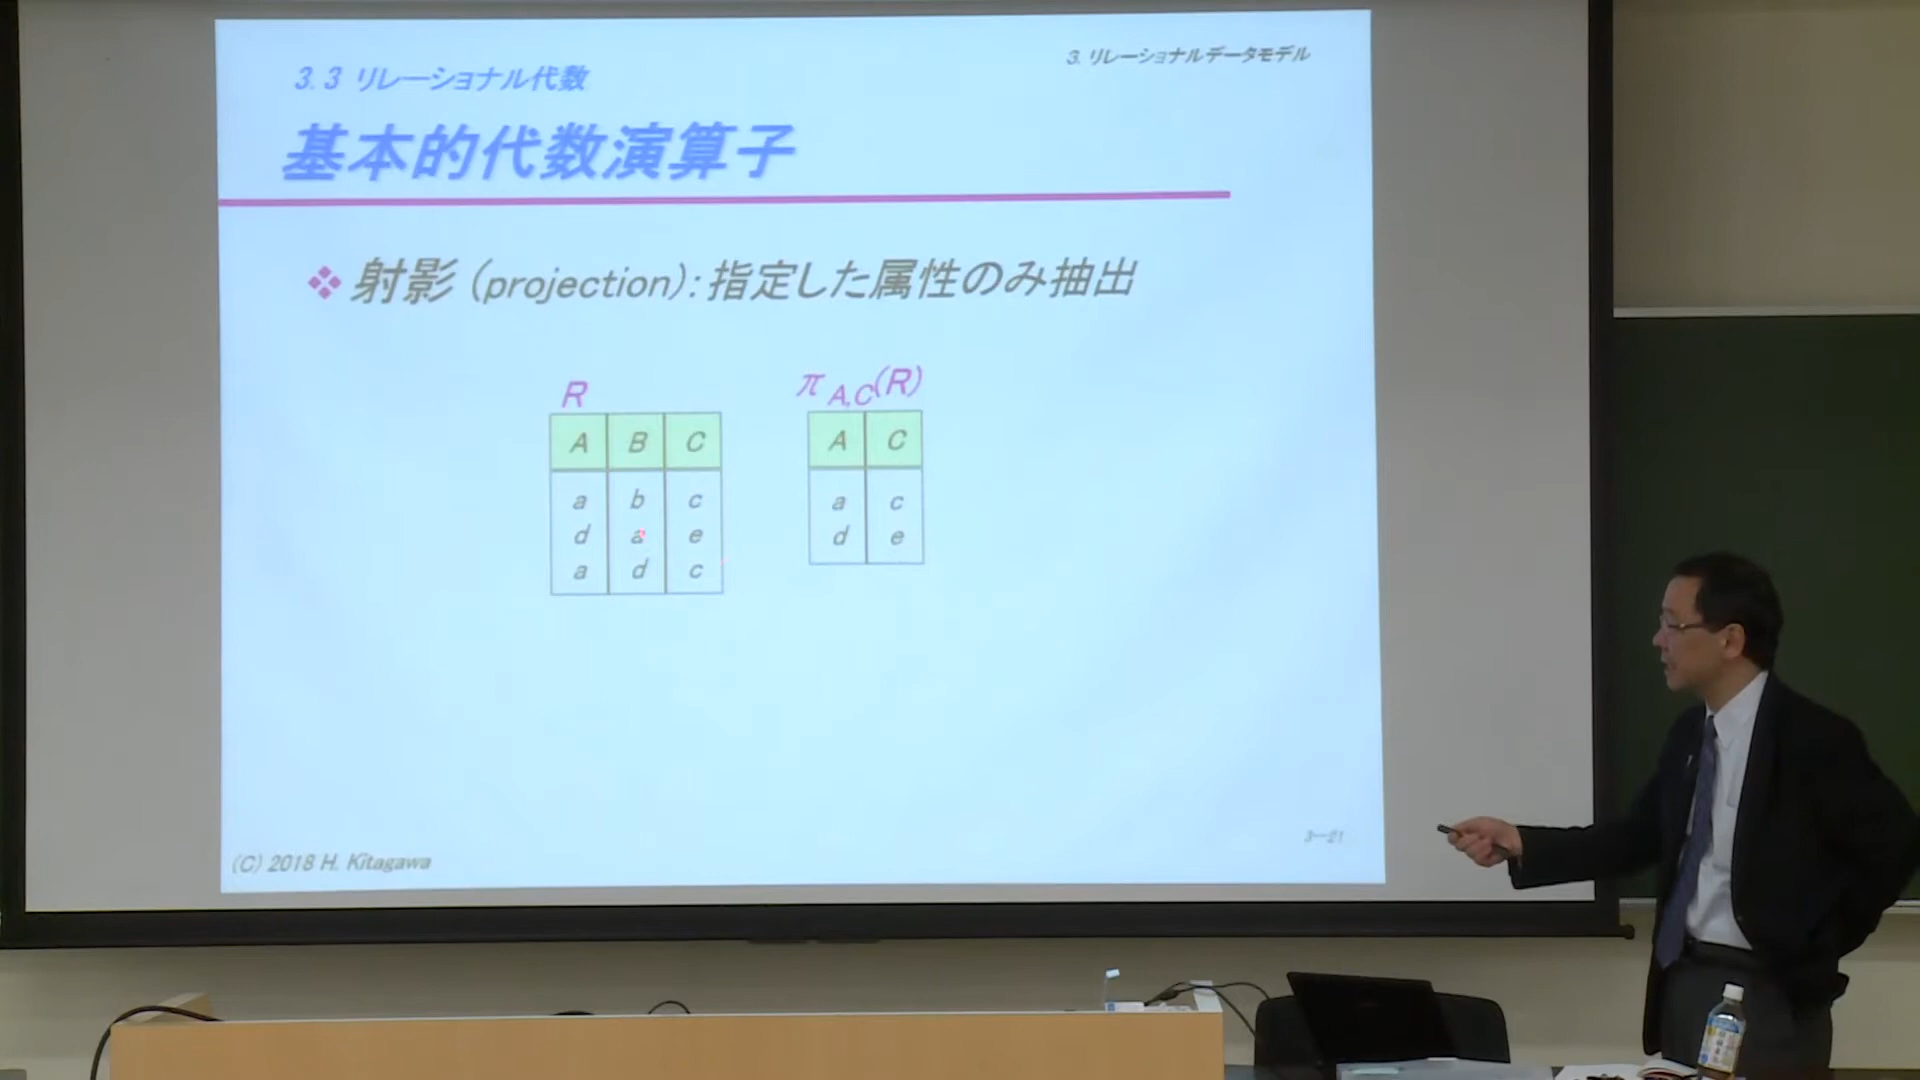 3. リレーショナルデータモデル
3.3 リレーショナル代数
基本的代数演算子
射影 (projection): 指定した属性のみ抽出
R
A B C
a b c
d a e
a d c
π A,C(R)
A C
a c
d e
(C) 2018 H. Kitagawa
3-21